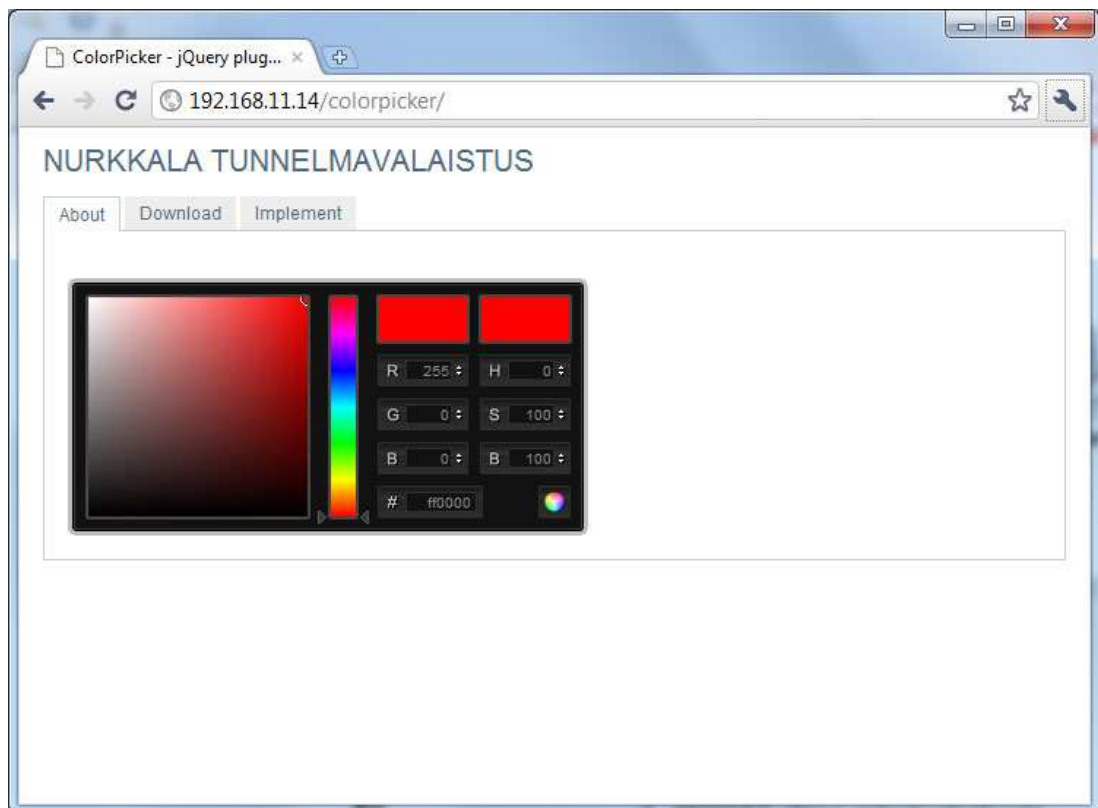 ColorPicker - jQuery plug...
192.168.11.14/colorpicker/
NURKKALA TUNNELMAVALAISTUS
About Download Implement
R 255 H 0
G 0 S 100
B 0 B 100
# ff0000